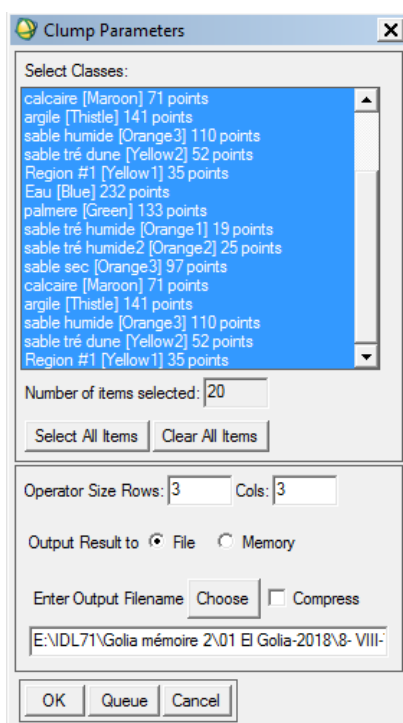 Clump Parameters
Select Classes:
calcaire [Maroon] 71 points
argile [Thistle] 141 points
sable humide [Orange3] 110 points
sable tré dune [Yellow2] 52 points
Region #1 [Yellow1] 35 points
Eau [Blue] 232 points
palmere [Green] 133 points
sable tré humide [Orange1] 19 points
sable tré humide2 [Orange2] 25 points
sable sec [Orange3] 97 points
calcaire [Maroon] 71 points
argile [Thistle] 141 points
sable humide [Orange3] 110 points
sable tré dune [Yellow2] 52 points
Region #1 [Yellow1] 35 points
Number of items selected: 20
Select All Items Clear All Items
Operator Size Rows: 3 Cols: 3
Output Result to File Memory
Enter Output Filename Choose Compress
E:\IDL71\Golia mémoire 2\01 El Golia-2018\8- VIII-
OK Queue Cancel